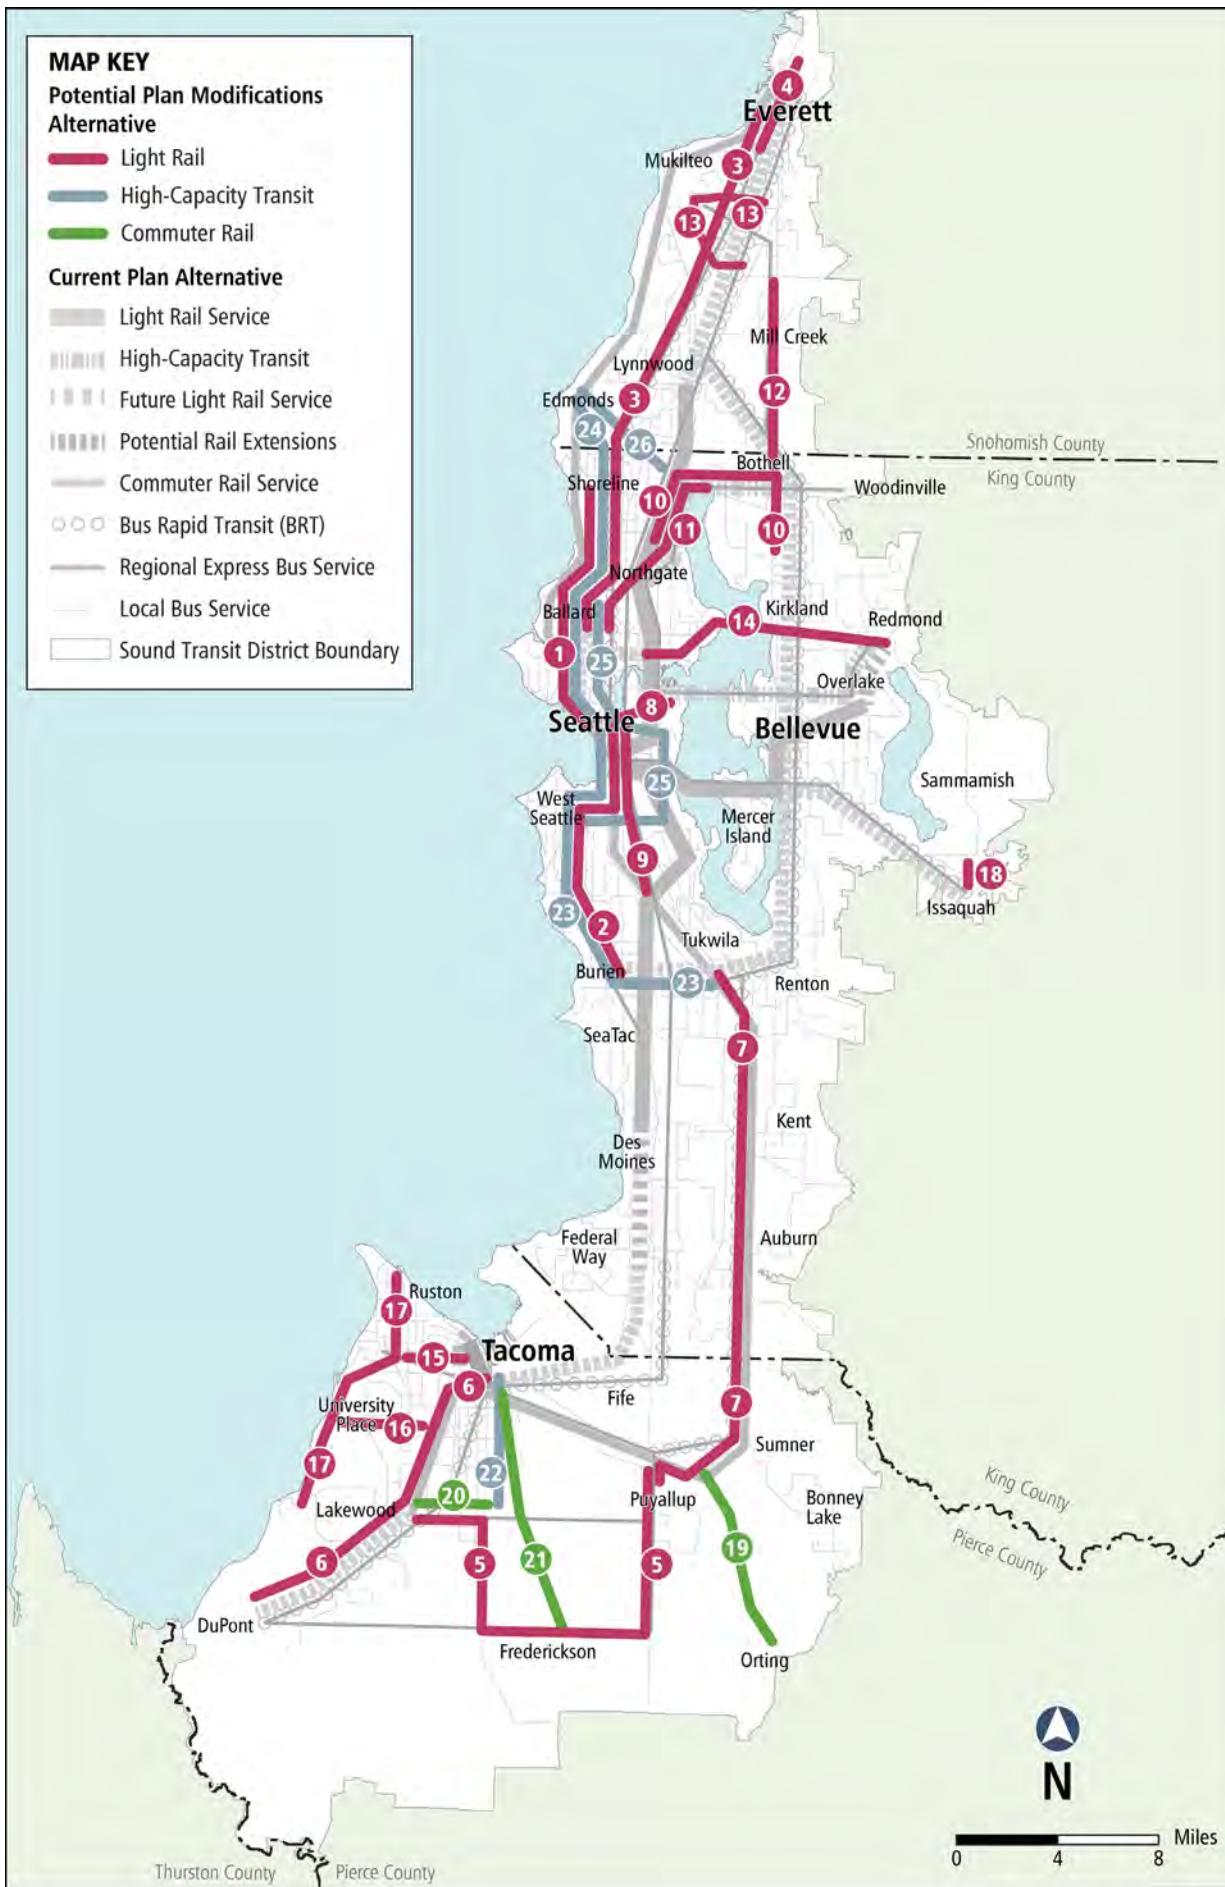 MAP KEY
Potential Plan Modifications
Alternative
Light Rail
High-Capacity Transit
Commuter Rail
Current Plan Alternative
Light Rail Service
High-Capacity Transit
Future Light Rail Service
Potential Rail Extensions
Commuter Rail Service
Bus Rapid Transit (BRT)
Regional Express Bus Service
Local Bus Service
Sound Transit District Boundary
4
Everett
Mukilteo
3
13
13
Mill Creek
Lynnwood
12
Edmonds
3
24
26
Snohomish County
King County
Bothell
Shoreline
Woodinville
10
11
10
Northgate
Ballard
Kirkland
14
Redmond
1
25
Overlake
8
Seattle
Bellevue
25
Sammamish
West
Seattle
Mercer
Island
9
18
Issaquah
23
2
Tukwila
Burien
23
Renton
SeaTac
7
Kent
Des
Moines
Federal
Way
Auburn
Ruston
17
Tacoma
15
6
Fife
University
Place
16
7
Sumner
17
22
King County
Pierce County
20
Lakewood
Puyallup
Bonney
Lake
6
5
21
5
19
DuPont
Frederickson
Orting
N
Miles
0 4 8
Thurston County
Pierce County